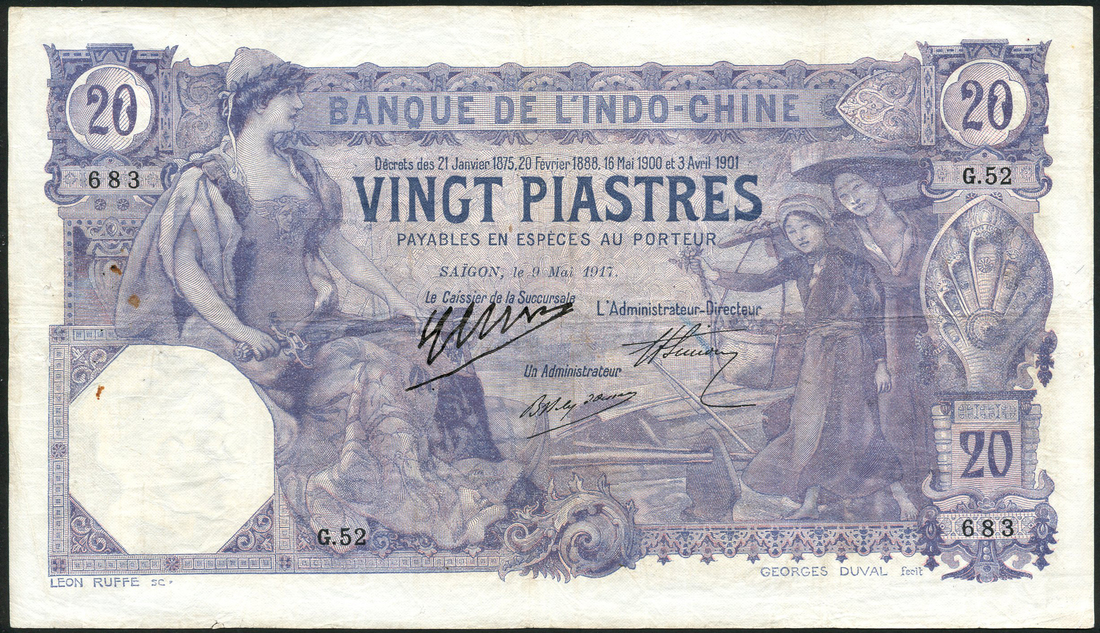 20
20
BANQUE DE L'INDO-CHINE
Décrets des 21 Janvier 1875, 20 Février 1888, 16 Mai 1900 et 3 Avril 1901
683
G.52
VINGT PIASTRES
PAYABLES EN ESPÈCES AU PORTEUR
SAÏGON, le 9 Mai 1917.
Le Caissier de la Succursale
L'Administrateur-Directeur
Un Administrateur
20
G.52
683
LEON RUFFE sc.
GEORGES DUVAL fecit